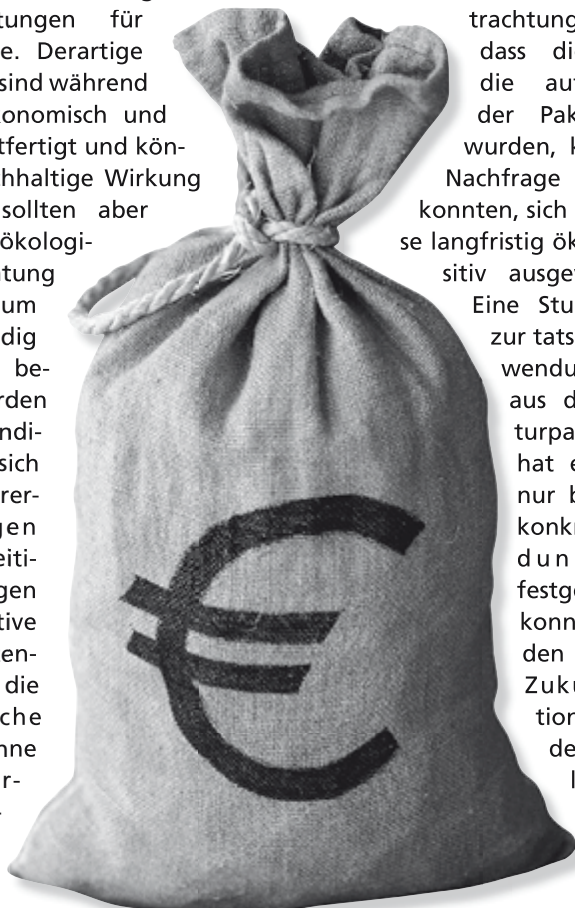 tungen für
e. Derartige
sind während
onomisch und
tfertigt und kön-
hhaltige Wirkung
sollten aber
ökologi-
tung
um
dig
be-
rden
ndi-
sich
rer-
gen
eiti-
gen
tive
en-
die
che
nne
r-
€
trachtung
dass di
die au
der Pak
wurden, k
Nachfrage
konnten, sich
se langfristig ök
sitiv ausge
Eine Stu
zur tats
wendu
aus d
turpa
hat e
nur b
konkr
dun
festge
konn
den
Zuku
tion
de
l